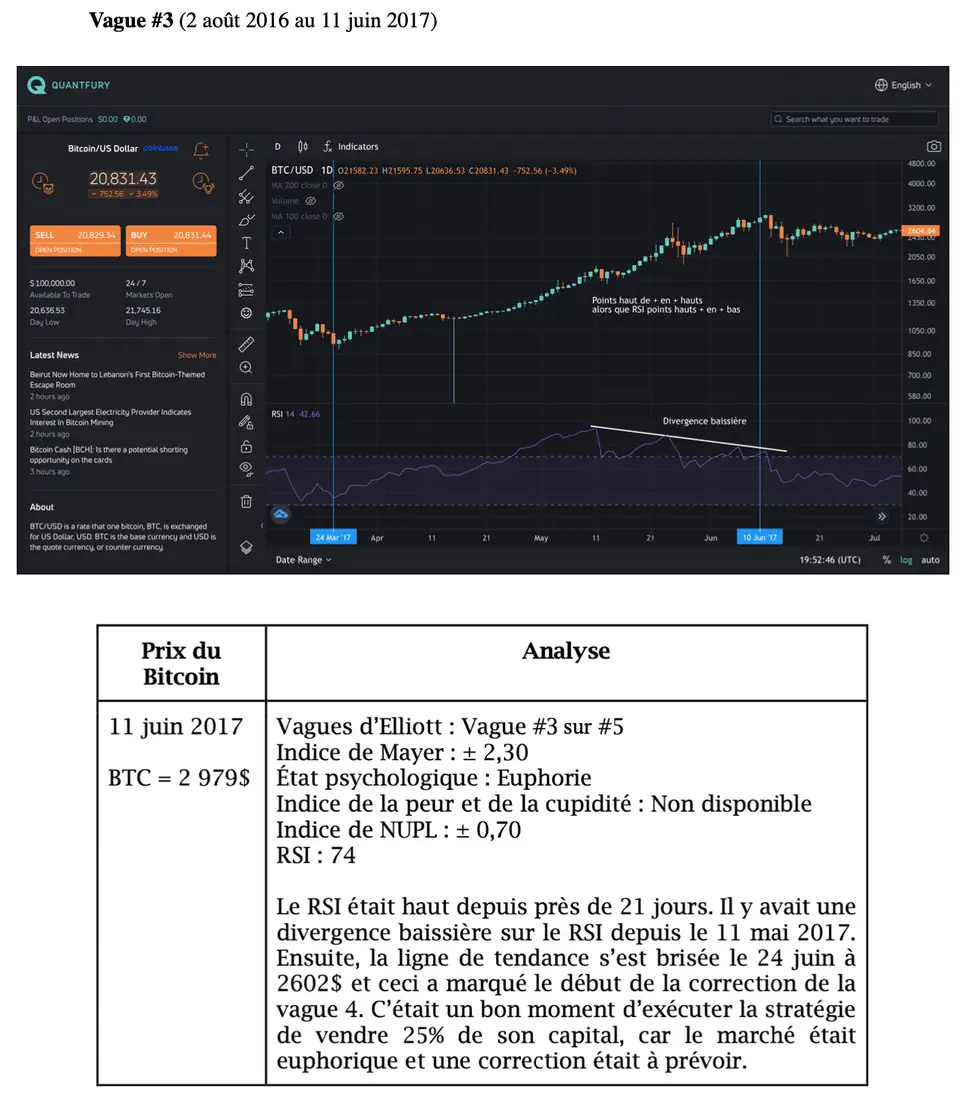 Vague #3 (2 août 2016 au 11 juin 2017)
QUANTFURY
English
P&L Open Positions $0.00 0.00
Search what you want to trade
Bitcoin/US Dollar coinbase
20,831.43
- 752.56 - 3.49%
SELL 20,829.34
OPEN POSITION
BUY 20,831.44
OPEN POSITION
$100,000.00
Available To Trade
24 / 7
Markets Open
20,636.53
Day Low
21,745.16
Day High
Latest News
Show More
Beirut Now Home to Lebanon's First Bitcoin-Themed
Escape Room
2 hours ago
US Second Largest Electricity Provider Indicates
Interest In Bitcoin Mining
2 hours ago
Bitcoin Cash [BCH]: Is there a potential shorting
opportunity on the cards
3 hours ago
About
BTC/USD is a rate that one bitcoin, BTC, is exchanged
for US Dollar, USD. BTC is the base currency and USD is
the quote currency, or counter currency.
D Indicators
BTC/USD 1D O21582.23 H21595.75 L20636.53 C20831.43 -752.56 (-3.49%)
MA 200 close 0
Volume
MA 100 close 0
Points haut de + en + hauts
alors que RSI points hauts + en + bas
4800.00
4000.00
3200.00
2604.84
2450.00
2050.00
1650.00
1350.00
1050.00
850.00
700.00
580.00
RSI 14 42.66
Divergence baissière
100.00
80.00
60.00
40.00
20.00
24 Mar '17 Apr 11 21 May 11 21 Jun 10 Jun '17 21 Jul
Date Range
19:52:46 (UTC) % log auto
Prix du
Bitcoin
Analyse
11 juin 2017
BTC = 2 979$
Vagues d'Elliott : Vague #3 sur #5
Indice de Mayer : ± 2,30
État psychologique : Euphorie
Indice de la peur et de la cupidité : Non disponible
Indice de NUPL : ± 0,70
RSI : 74
Le RSI était haut depuis près de 21 jours. Il y avait une
divergence baissière sur le RSI depuis le 11 mai 2017.
Ensuite, la ligne de tendance s'est brisée le 24 juin à
2602$ et ceci a marqué le début de la correction de la
vague 4. C'était un bon moment d'exécuter la stratégie
de vendre 25% de son capital, car le marché était
euphorique et une correction était à prévoir.